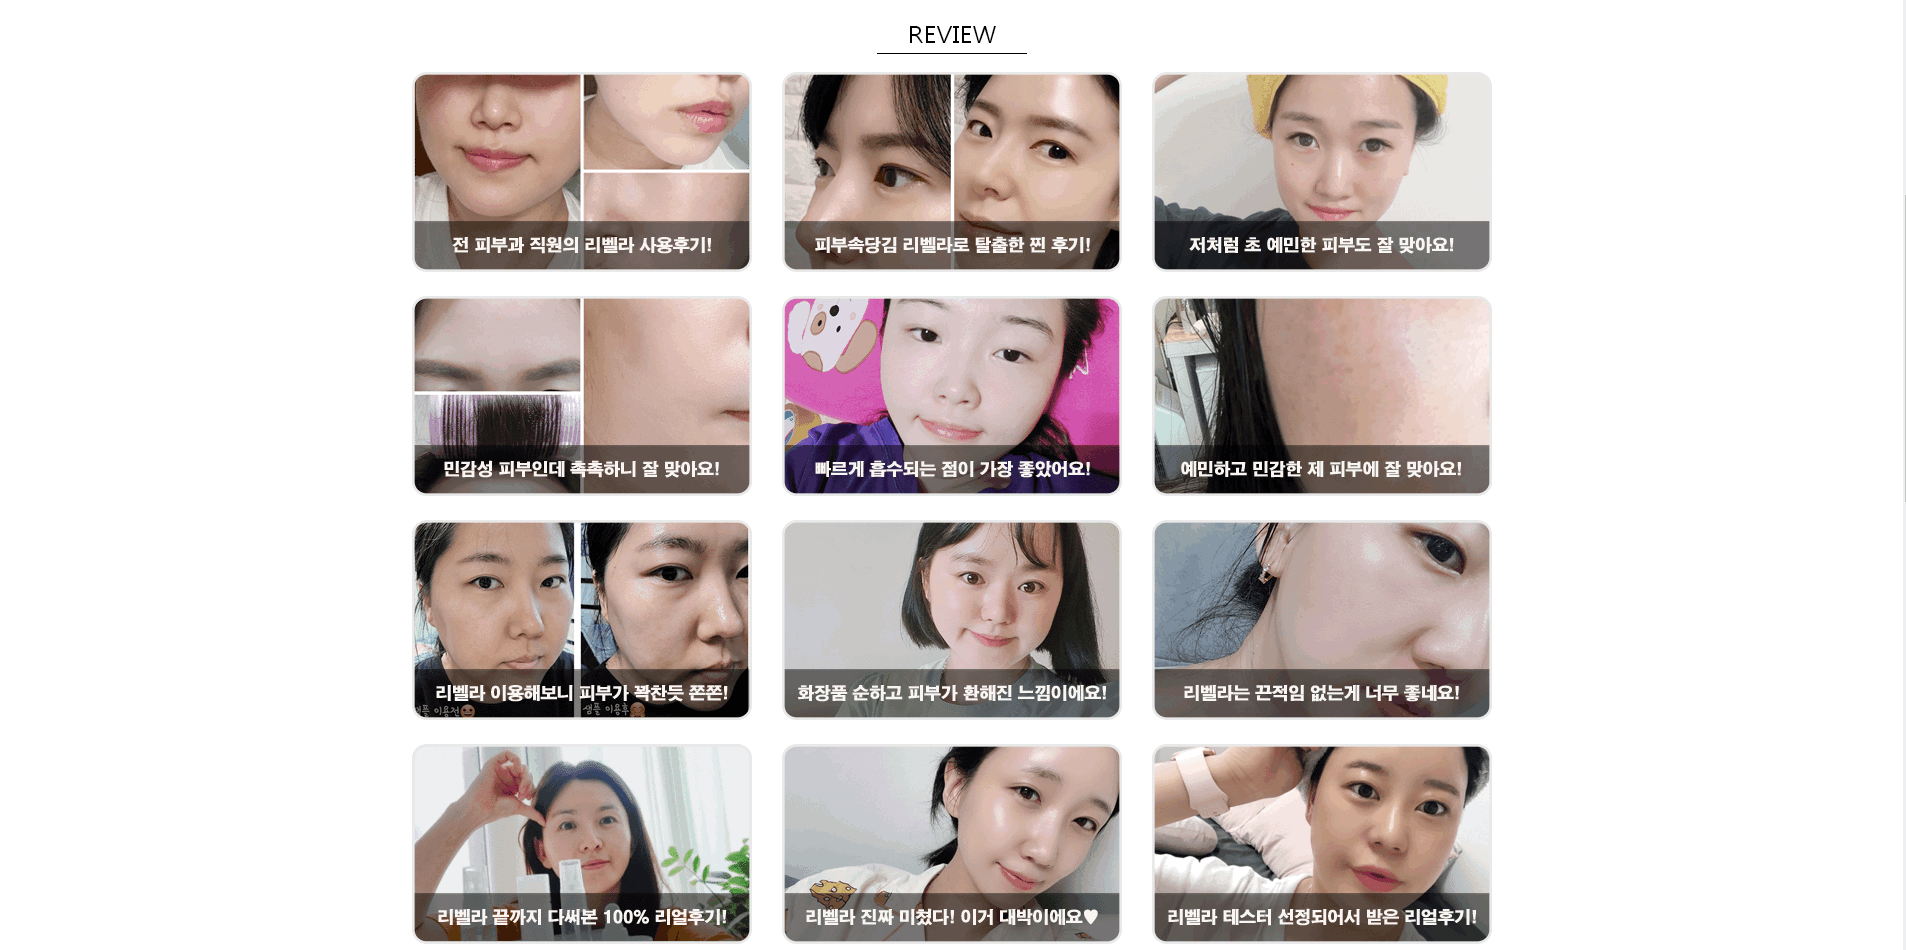 REVIEW
전 피부과 직원의 리벨라 사용후기!
피부속당김 리벨라로 탈출한 찐 후기!
저처럼 초 예민한 피부도 잘 맞아요!
민감성 피부인데 촉촉하니 잘 맞아요!
빠르게 흡수되는 점이 가장 좋았어요!
예민하고 민감한 제 피부에 잘 맞아요!
리벨라 이용해보니 피부가 꽉찬듯 쫀쫀!
샘플 이용전
샘플 이용후
화장품 순하고 피부가 환해진 느낌이에요!
리벨라는 끈적임 없는게 너무 좋네요!
리벨라 끝까지 다써본 100% 리얼후기!
리벨라 진짜 미쳤다! 이거 대박이에요♥
리벨라 테스터 선정되어서 받은 리얼후기!